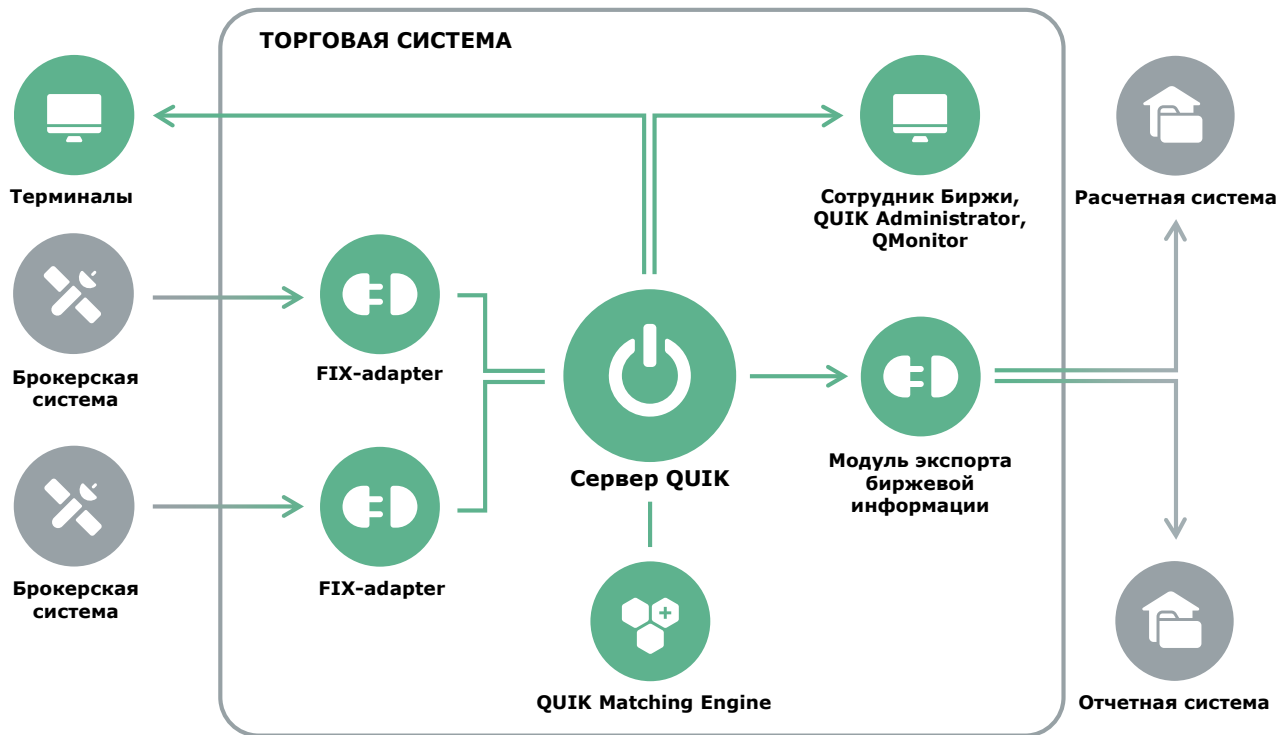 ТОРГОВАЯ СИСТЕМА
Терминалы
Сотрудник Биржи,
QUIK Administrator,
QMonitor
Расчетная система
Брокерская
система
FIX-adapter
Сервер QUIK
Модуль экспорта
биржевой
информации
Брокерская
система
FIX-adapter
QUIK Matching Engine
Отчетная система